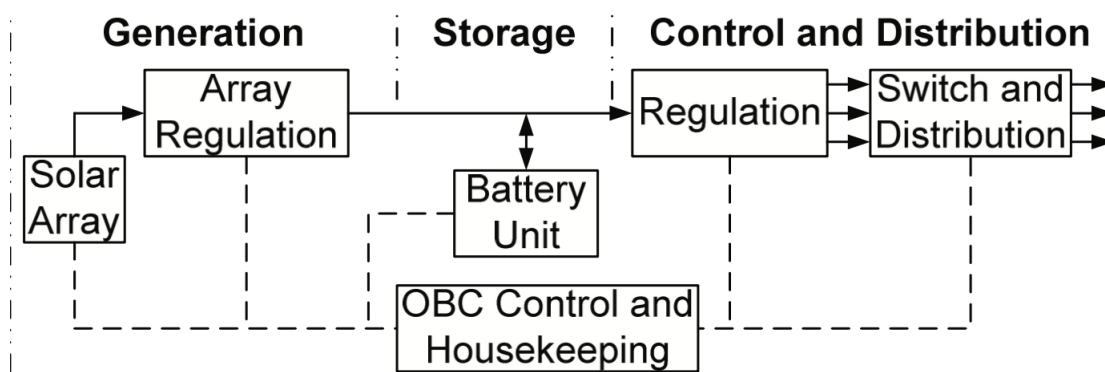 Generation
Storage
Control and Distribution
Array
Regulation
Regulation
Switch and
Distribution
Solar
Array
Battery
Unit
OBC Control and
Housekeeping